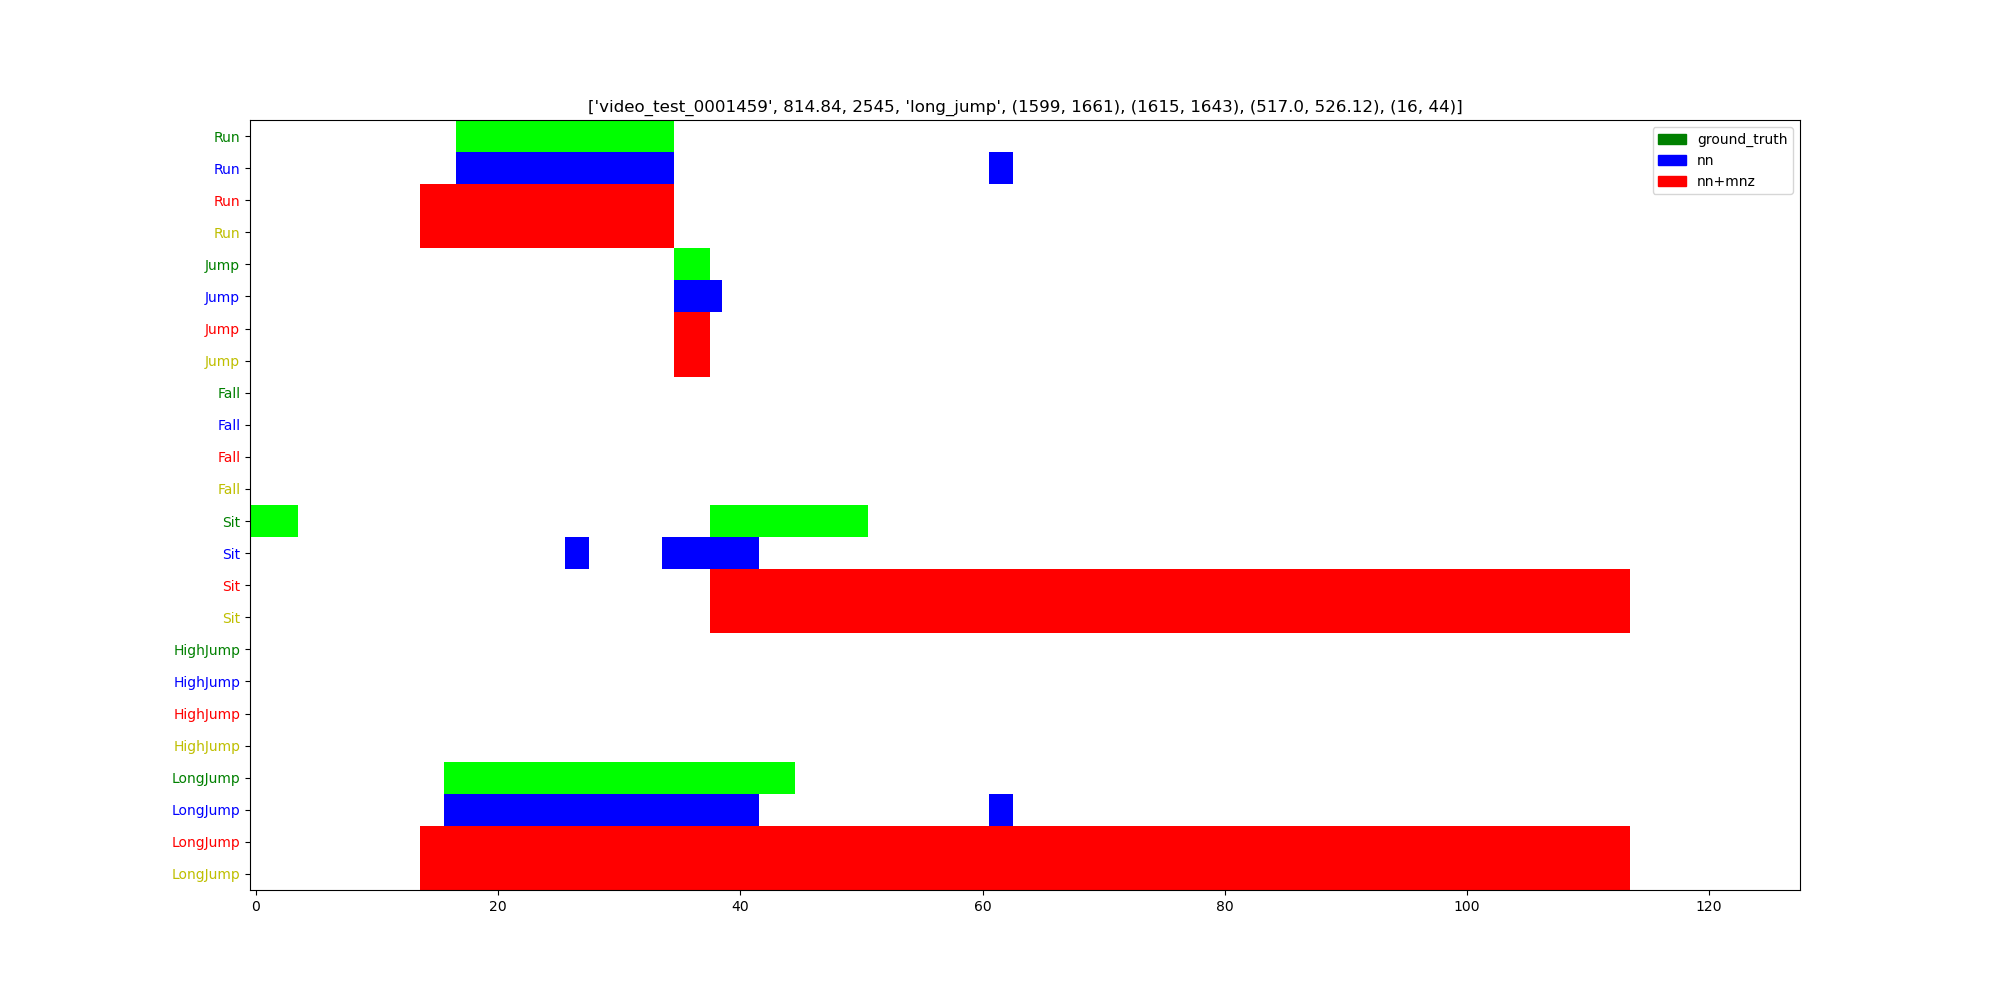 ['video_test_0001459', 814.84, 2545, 'long_jump', (1599, 1661), (1615, 1643), (517.0, 526.12), (16, 44)]
ground_truth
nn
nn+mnz
Run
Run
Run
Run
Jump
Jump
Jump
Jump
Fall
Fall
Fall
Fall
Sit
Sit
Sit
Sit
HighJump
HighJump
HighJump
HighJump
LongJump
LongJump
LongJump
LongJump
0 20 40 60 80 100 120